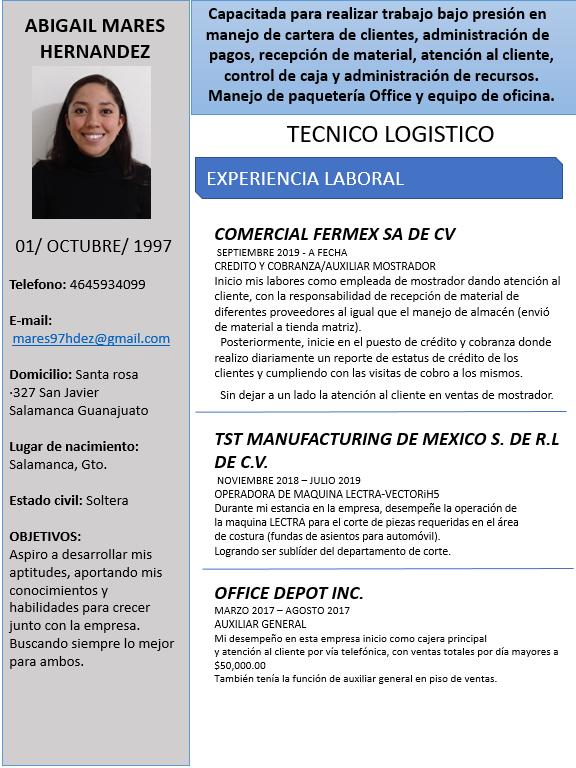 ABIGAIL MARES
HERNANDEZ
01/ OCTUBRE/ 1997
Telefono: 4645934099
E-mail:
mares97hdez@gmail.com
Domicilio: Santa rosa
·327 San Javier
Salamanca Guanajuato
Lugar de nacimiento:
Salamanca, Gto.
Estado civil: Soltera
OBJETIVOS:
Aspiro a desarrollar mis
aptitudes, aportando mis
conocimientos y
habilidades para crecer
junto con la empresa.
Buscando siempre lo mejor
para ambos.
Capacitada para realizar trabajo bajo presión en
manejo de cartera de clientes, administración de
pagos, recepción de material, atención al cliente,
control de caja y administración de recursos.
Manejo de paquetería Office y equipo de oficina.
TECNICO LOGISTICO
EXPERIENCIA LABORAL
COMERCIAL FERMEX SA DE CV
SEPTIEMBRE 2019 - A FECHA
CREDITO Y COBRANZA/AUXILIAR MOSTRADOR
Inicio mis labores como empleada de mostrador dando atención al
cliente, con la responsabilidad de recepción de material de
diferentes proveedores al igual que el manejo de almacén (envió
de material a tienda matriz).
Posteriormente, inicie en el puesto de crédito y cobranza donde
realizo diariamente un reporte de estatus de crédito de los
clientes y cumpliendo con las visitas de cobro a los mismos.
Sin dejar a un lado la atención al cliente en ventas de mostrador.
TST MANUFACTURING DE MEXICO S. DE R.L
DE C.V.
NOVIEMBRE 2018 – JULIO 2019
OPERADORA DE MAQUINA LECTRA-VECTORiH5
Durante mi estancia en la empresa, desempeñe la operación de
la maquina LECTRA para el corte de piezas requeridas en el área
de costura (fundas de asientos para automóvil).
Logrando ser sublíder del departamento de corte.
OFFICE DEPOT INC.
MARZO 2017 – AGOSTO 2017
AUXILIAR GENERAL
Mi desempeño en esta empresa inicio como cajera principal
y atención al cliente por vía telefónica, con ventas totales por día mayores a
$50,000.00
También tenía la función de auxiliar general en piso de ventas.